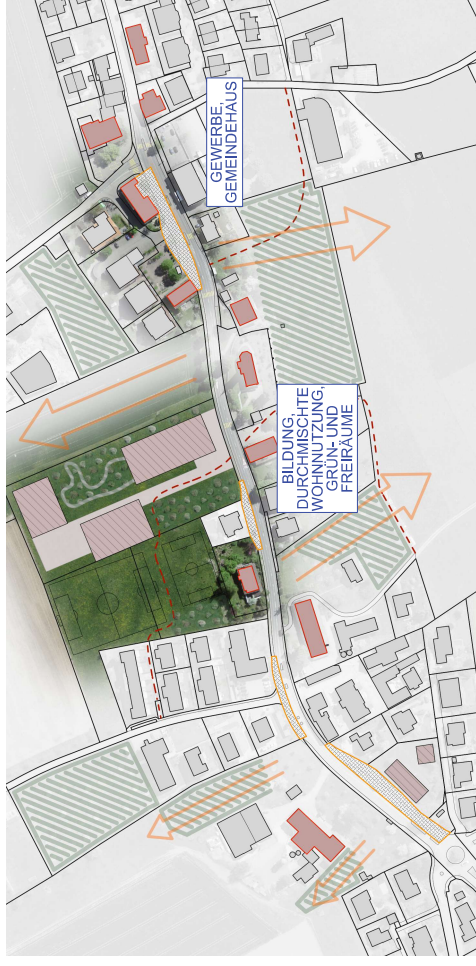 GEWERBE,
GEMEINDEHAUS
BILDUNG,
DURCHMISCHTE
WOHNNUTZUNG,
GRÜN- UND
FREIRÄUME